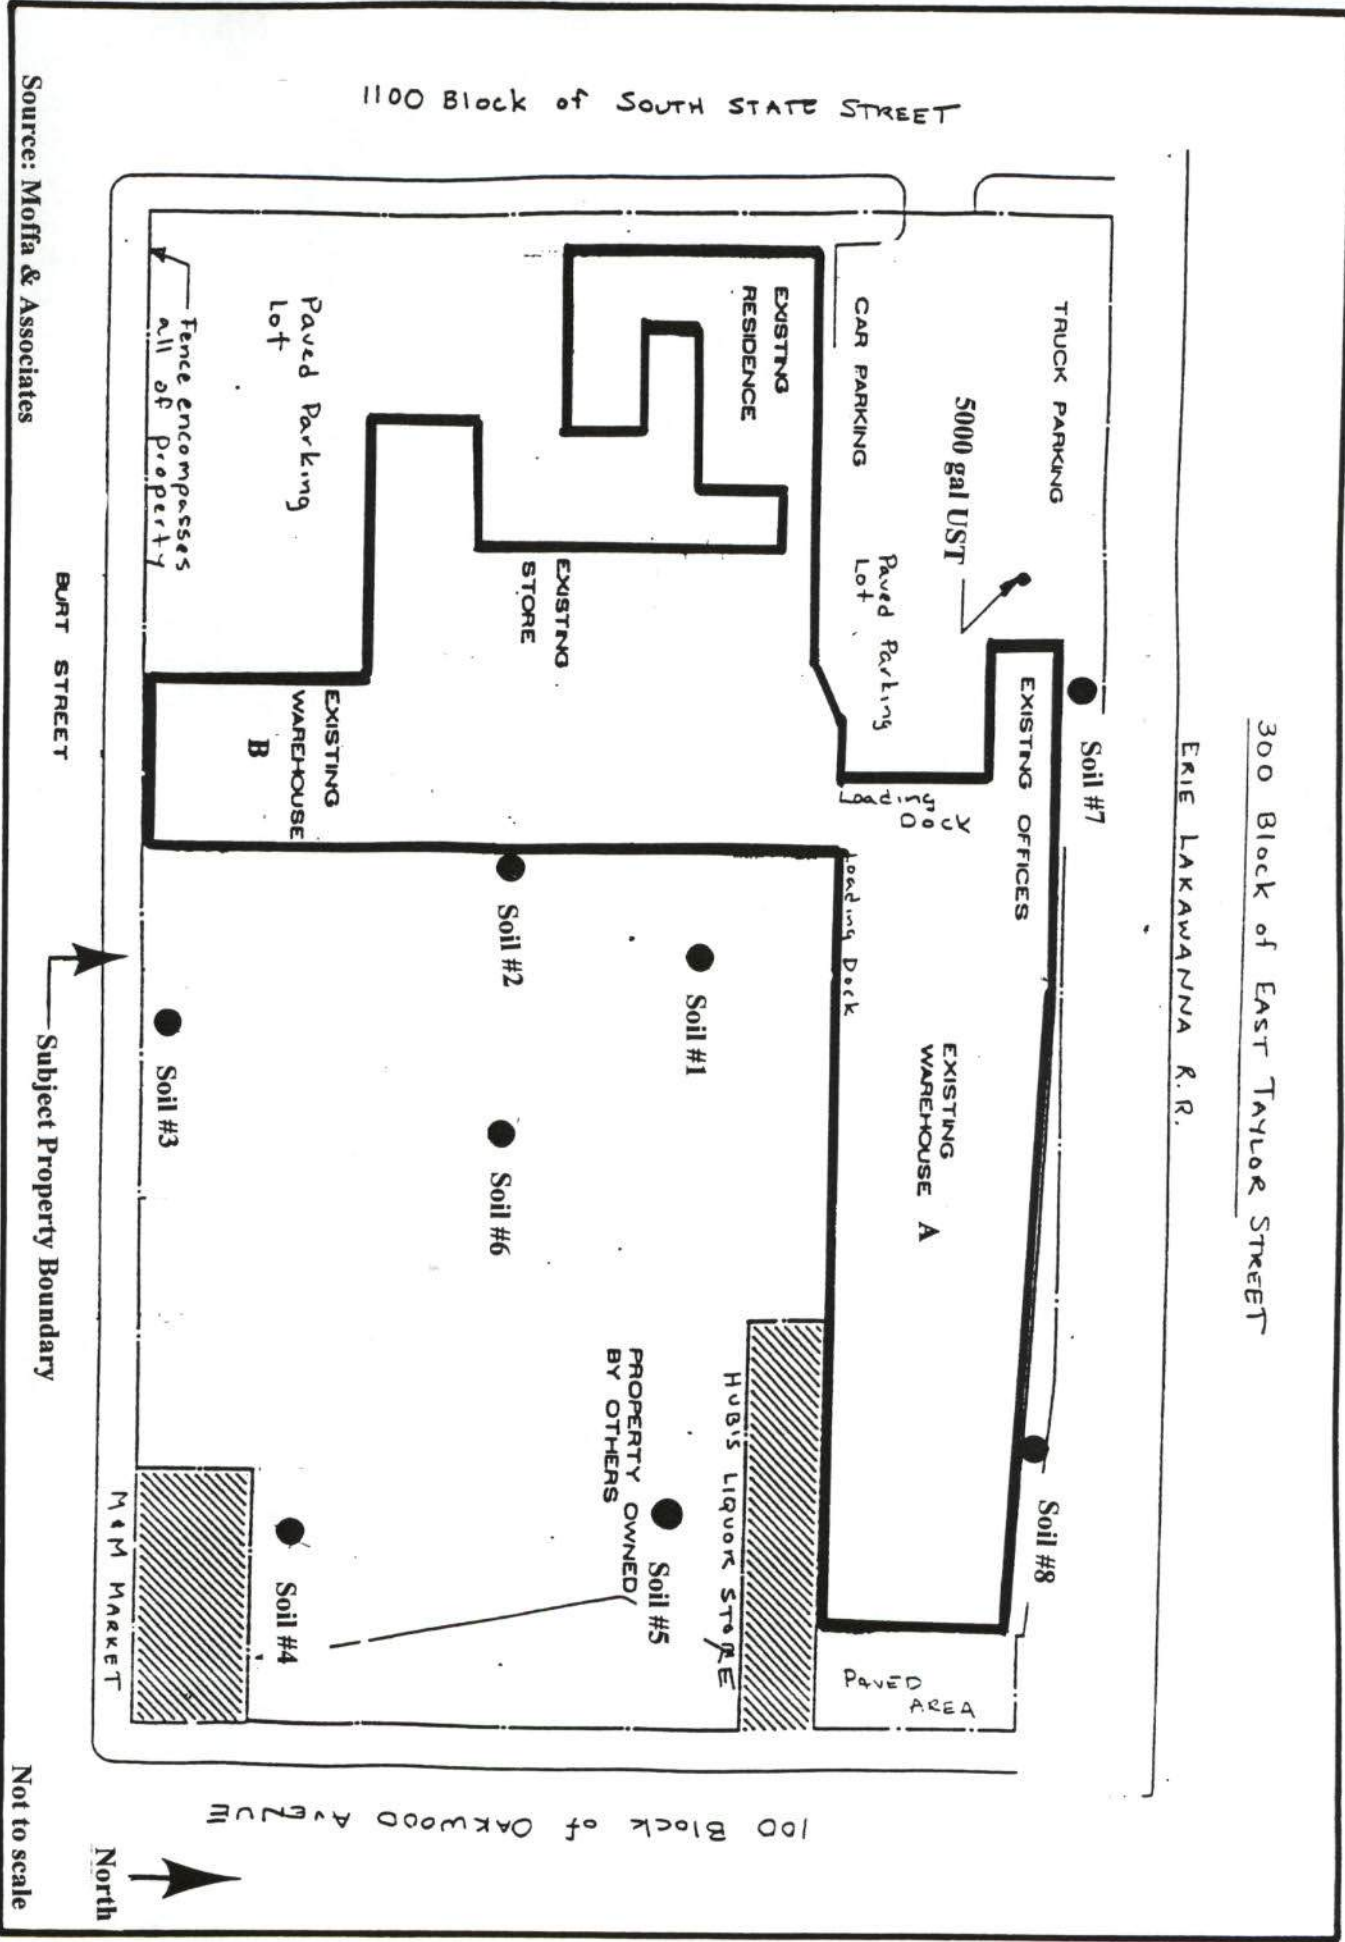 300 Block of EAST TAYLOR STREET
ERIE LAKAWANNA R.R.
1100 Block of SOUTH STATE STREET
TRUCK PARKING
5000 gal UST
CAR PARKING
Paved Parking
Lot
Soil #7
EXISTING OFFICES
Loading
Dock
Loading Dock
EXISTING
WAREHOUSE A
Soil #8
PAVED
AREA
EXISTING
RESIDENCE
EXISTING
STORE
Soil #1
Soil #2
Soil #6
HUB'S LIQUOR STORE
PROPERTY OWNED
BY OTHERS
Soil #5
Paved Parking
Lot
EXISTING
WAREHOUSE
B
Soil #3
Soil #4
Fence encompasses
all of property
M & M MARKET
BURT STREET
Subject Property Boundary
100 Block of OAKWOOD AVENUE
North
Source: Moffa & Associates
Not to scale